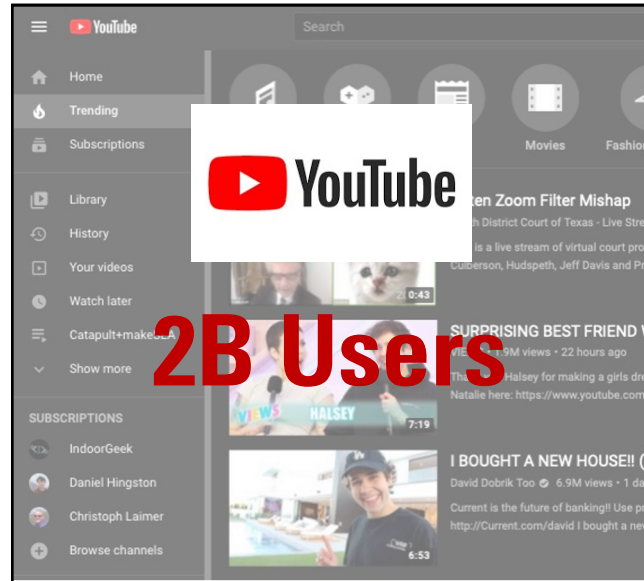 YouTube
Search
Home
Trending
Subscriptions
Movies
Fashion
YouTube
Library
History
Your videos
Watch later
Catapult+make
Show more
SUBSCRIPTIONS
IndoorGeek
Daniel Hingston
Christoph Laimer
Browse channels
Zoom Filter Mishap
District Court of Texas - Live Stre
is a live stream of virtual court pro
Culberson, Hudspeth, Jeff Davis and Pr
0:43
2B Users
SURPRISING BEST FRIEND W
1.9M views • 22 hours ago
Halsey for making a girls dre
Natalie here: https://www.youtube.com
VIEWS
HALSEY
7:19
I BOUGHT A NEW HOUSE!! (
David Dobrik Too 6.9M views • 1 da
Current is the future of banking!! Use pr
http://Current.com/david I bought a nev
6:53